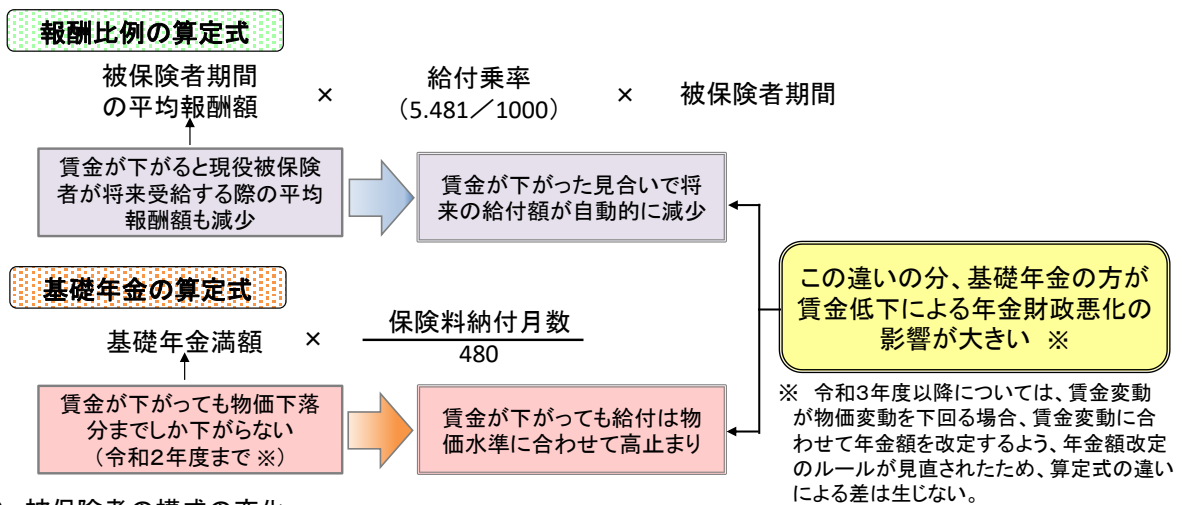 報酬比例の算定式
被保険者期間
の平均報酬額
×
給付乗率
（5.481／1000）
×
被保険者期間
賃金が下がると現役被保険
者が将来受給する際の平均
報酬額も減少
賃金が下がった見合いで将
来の給付額が自動的に減少
基礎年金の算定式
基礎年金満額
×
保険料納付月数
480
賃金が下がっても物価下落
分までしか下がらない
（令和２年度まで ※）
賃金が下がっても給付は物
価水準に合わせて高止まり
この違いの分、基礎年金の方が
賃金低下による年金財政悪化の
影響が大きい ※
※ 令和３年度以降については、賃金変動
が物価変動を下回る場合、賃金変動に合
わせて年金額を改定するよう、年金額改定
のルールが見直されたため、算定式の違い
による差は生じない。